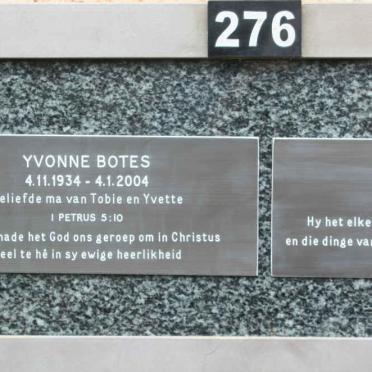 276
YVONNE BOTES
4.11.1934 - 4.1.2004
eliefde ma van Tobie en Yvette
1 PETRUS 5:10
nade het God ons geroep om in Christus
eel te hê in sy ewige heerlikheid
Hy het elke
en die dinge va